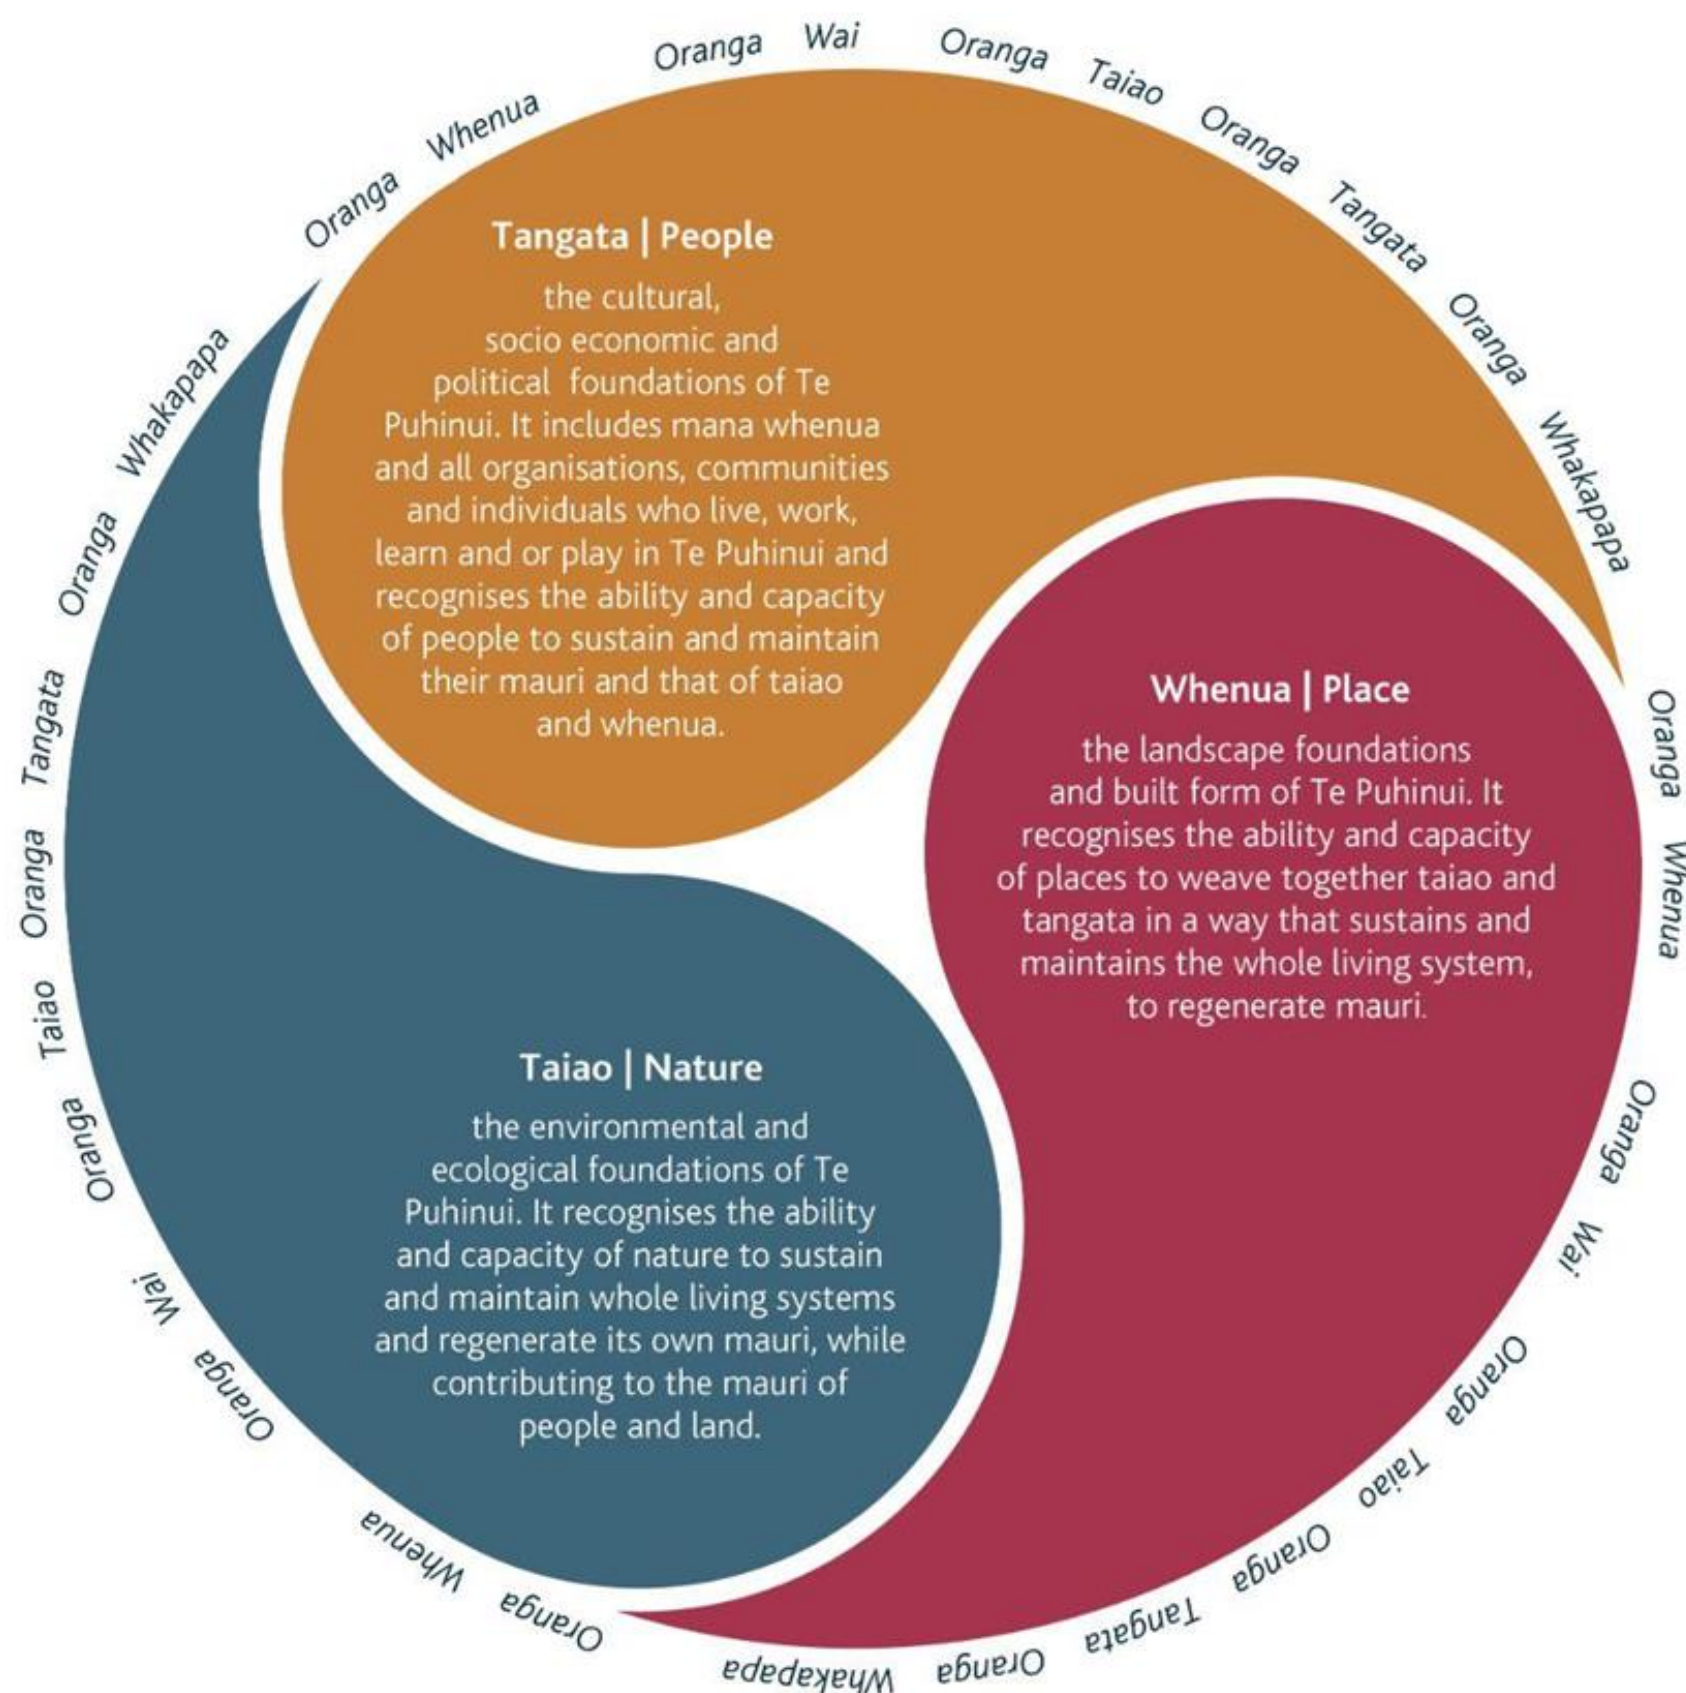 Oranga Whenua Oranga Wai Oranga Taiao Oranga Tangata Oranga Whakapapa
Oranga Whenua Oranga Wai Oranga Taiao Oranga Tangata Oranga Whakapapa
Oranga Whenua Oranga Wai Oranga Taiao Oranga Tangata Oranga Whakapapa
Tangata | People
the cultural,
socio economic and
political foundations of Te
Puhinui. It includes mana whenua
and all organisations, communities
and individuals who live, work,
learn and or play in Te Puhinui and
recognises the ability and capacity
of people to sustain and maintain
their mauri and that of taiao
and whenua.
Whenua | Place
the landscape foundations
and built form of Te Puhinui. It
recognises the ability and capacity
of places to weave together taiao and
tangata in a way that sustains and
maintains the whole living system,
to regenerate mauri.
Taiao | Nature
the environmental and
ecological foundations of Te
Puhinui. It recognises the ability
and capacity of nature to sustain
and maintain whole living systems
and regenerate its own mauri, while
contributing to the mauri of
people and land.